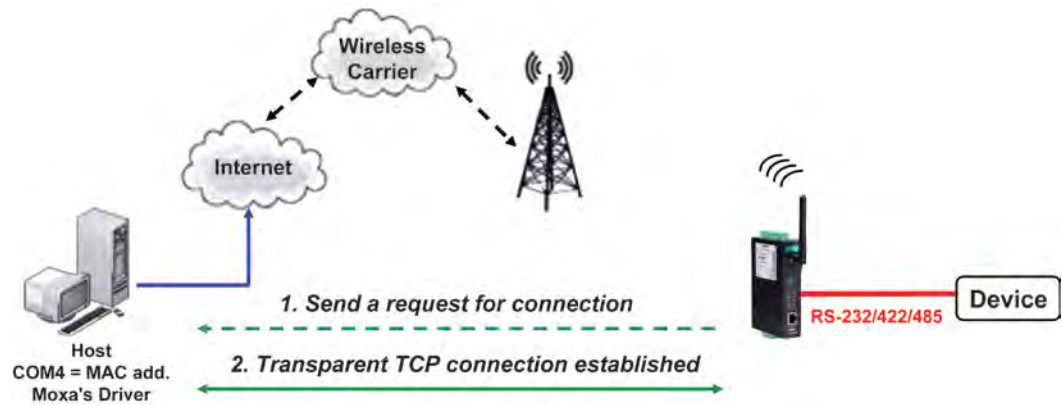 Wireless
Carrier
Internet
1. Send a request for connection
RS-232/422/485
Device
Host
COM4 = MAC add.
Moxa's Driver
2. Transparent TCP connection established